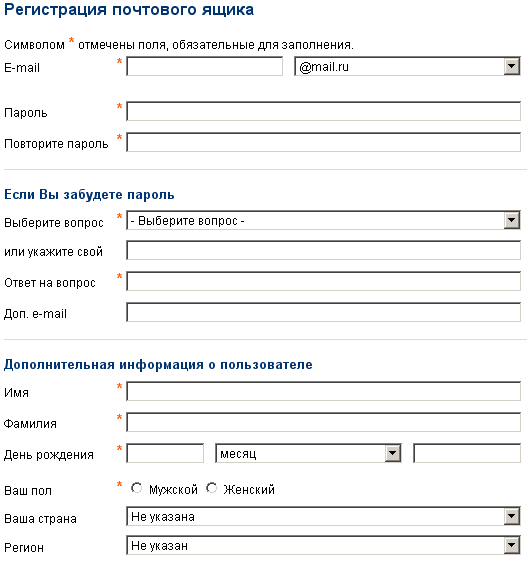 Регистрация почтового ящика
Символом * отмечены поля, обязательные для заполнения.
E-mail * @mail.ru
Пароль *
Повторите пароль *
Если Вы забудете пароль
Выберите вопрос * - Выберите вопрос -
или укажите свой
Ответ на вопрос *
Доп. e-mail
Дополнительная информация о пользователе
Имя *
Фамилия *
День рождения * месяц
Ваш пол * Мужской Женский
Ваша страна Не указана
Регион Не указан